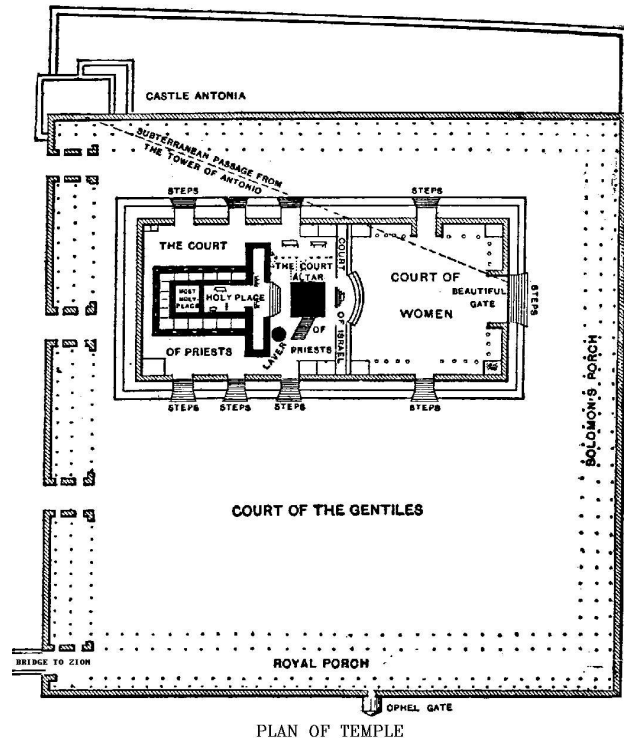 CASTLE ANTONIA
SUBTERRANEAN PASSAGE FROM
THE TOWER OF ANTONIO
STEPS
STEPS
STEPS
STEPS
THE COURT
THE COURT
ALTAR
COURT
COURT OF
MOST
HOLY
PLACE
HOLY PLACE
BEAUTIFUL
GATE
STEPS
WOMEN
OF PRIESTS
LAVER
OF
PRIESTS
OF ISRAEL
STEPS
STEPS
STEPS
STEPS
SOLOMON'S PORCH
COURT OF THE GENTILES
BRIDGE TO ZION
ROYAL PORCH
OPHEL GATE
PLAN OF TEMPLE